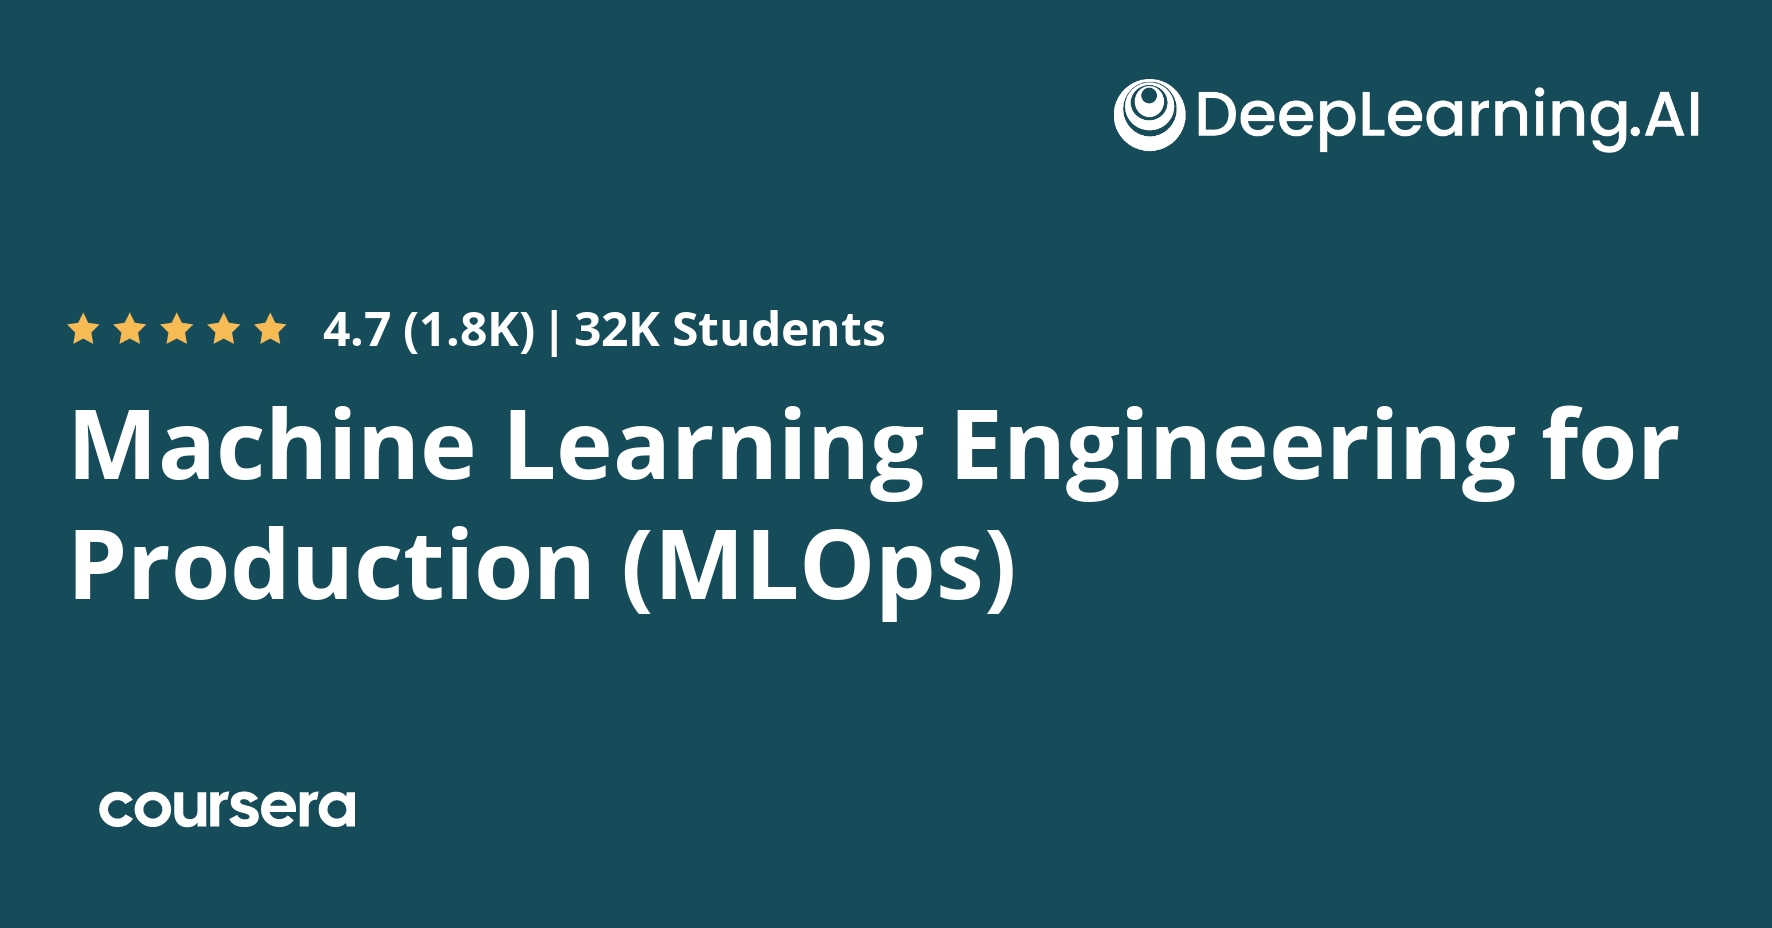 DeepLearning.AI
4.7 (1.8K) | 32K Students
Machine Learning Engineering for
Production (MLOps)
coursera